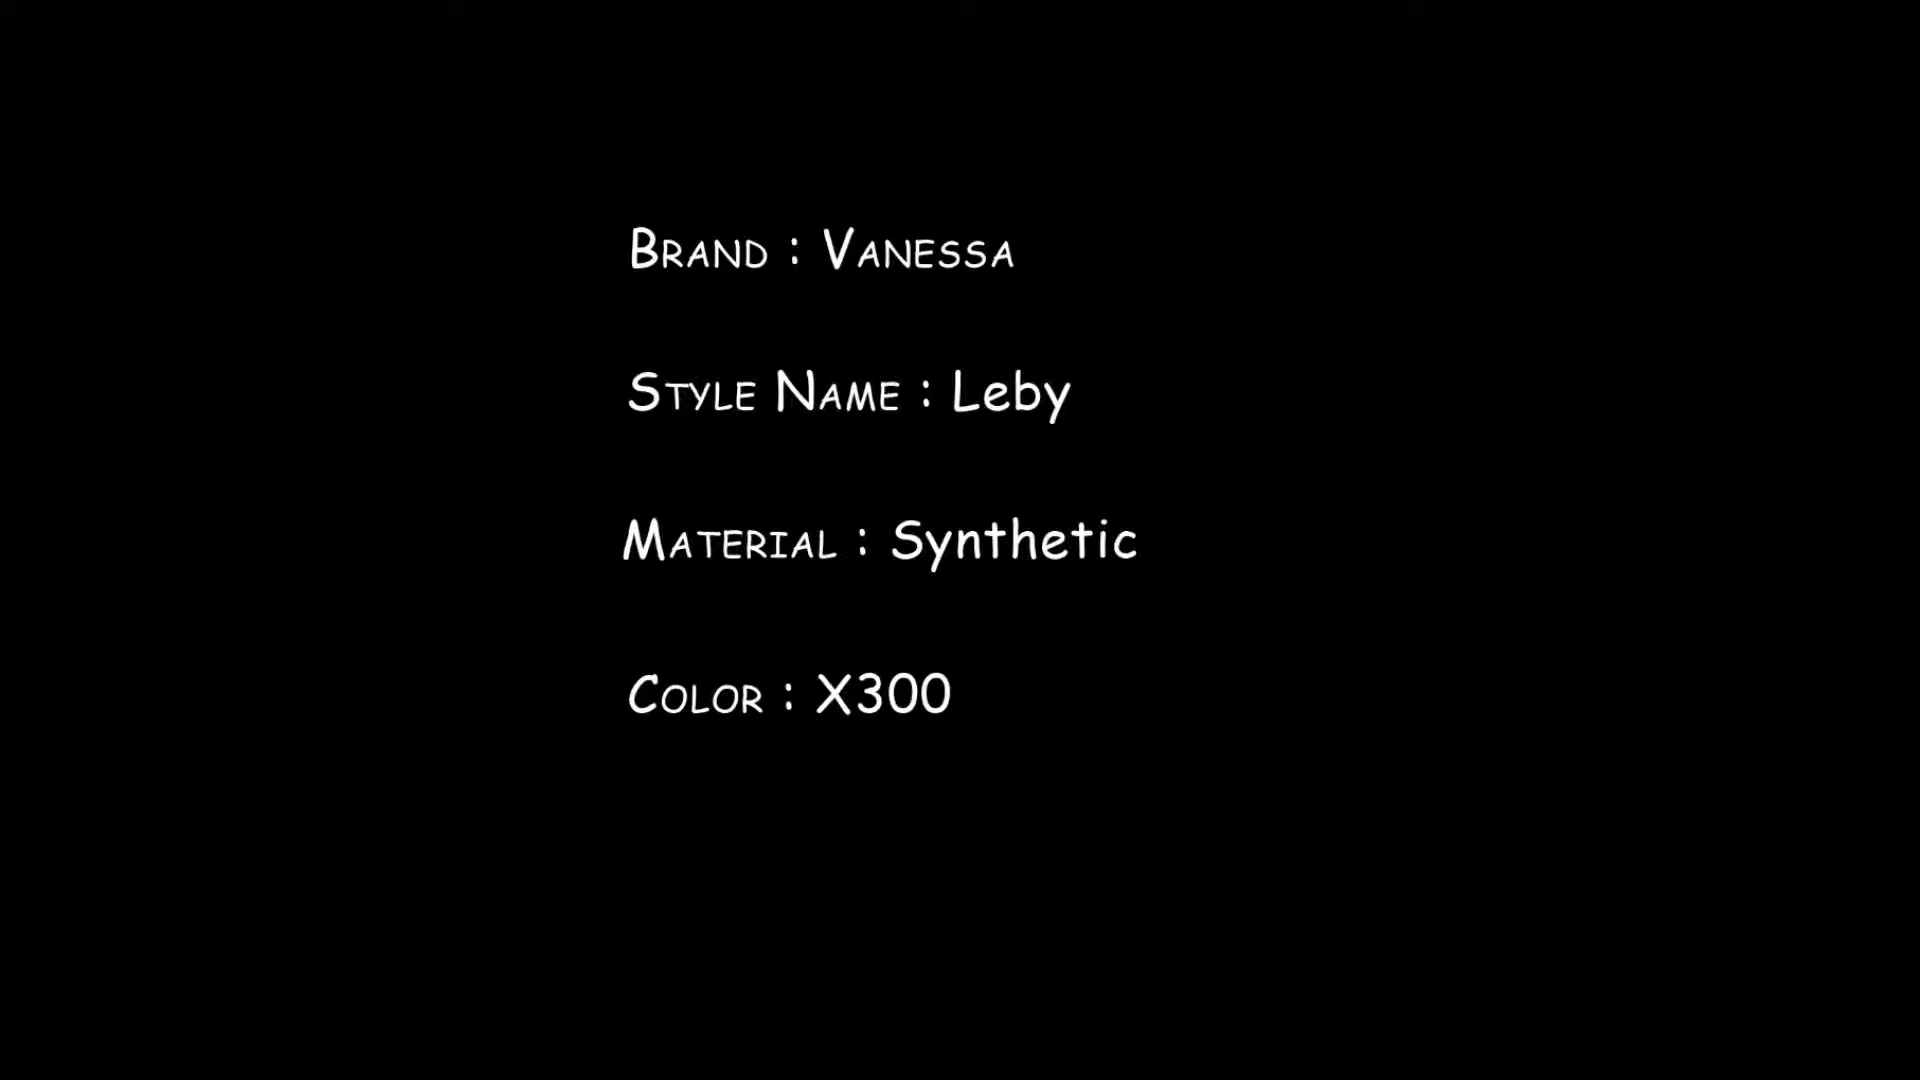 Brand : Vanessa
Style Name : Leby
Material : Synthetic
Color : X300